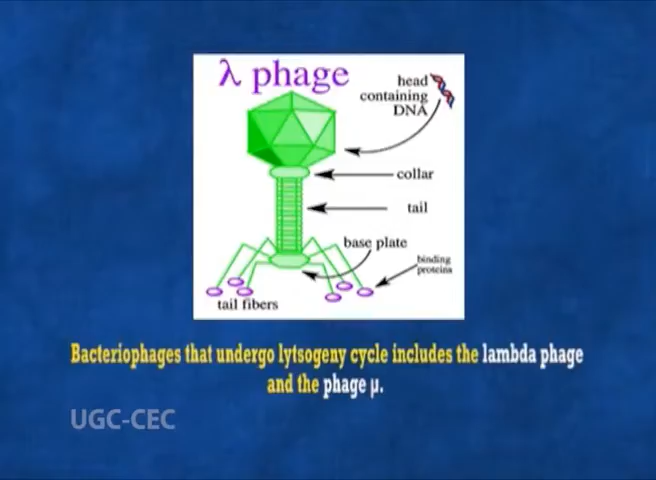 λ phage
head
containing
DNA
collar
tail
base plate
binding
proteins
tail fibers
Bacteriophages that undergo lytsogeny cycle includes the lambda phage
and the phage μ.
UGC-CEC